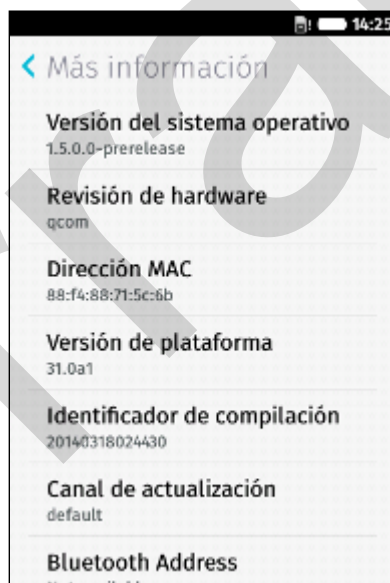 14:25
Más información
Versión del sistema operativo
1.5.0.0-prerelease
Revisión de hardware
qcom
Dirección MAC
88:f4:88:71:5c:6b
Versión de plataforma
31.0a1
Identificador de compilación
20140318024430
Canal de actualización
default
Bluetooth Address